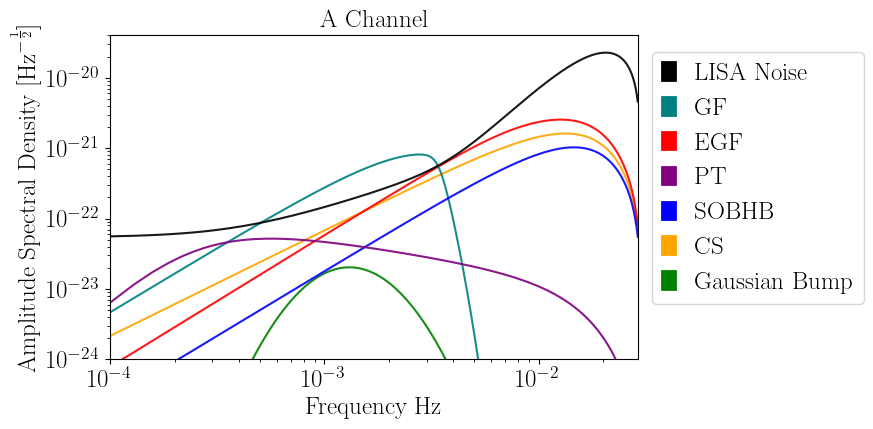 A Channel
Amplitude Spectral Density [Hz^{-\frac{1}{2}}]
10^{-20}
10^{-21}
10^{-22}
10^{-23}
10^{-24}
10^{-4}
10^{-3}
10^{-2}
Frequency Hz
LISA Noise
GF
EGF
PT
SOBHB
CS
Gaussian Bump